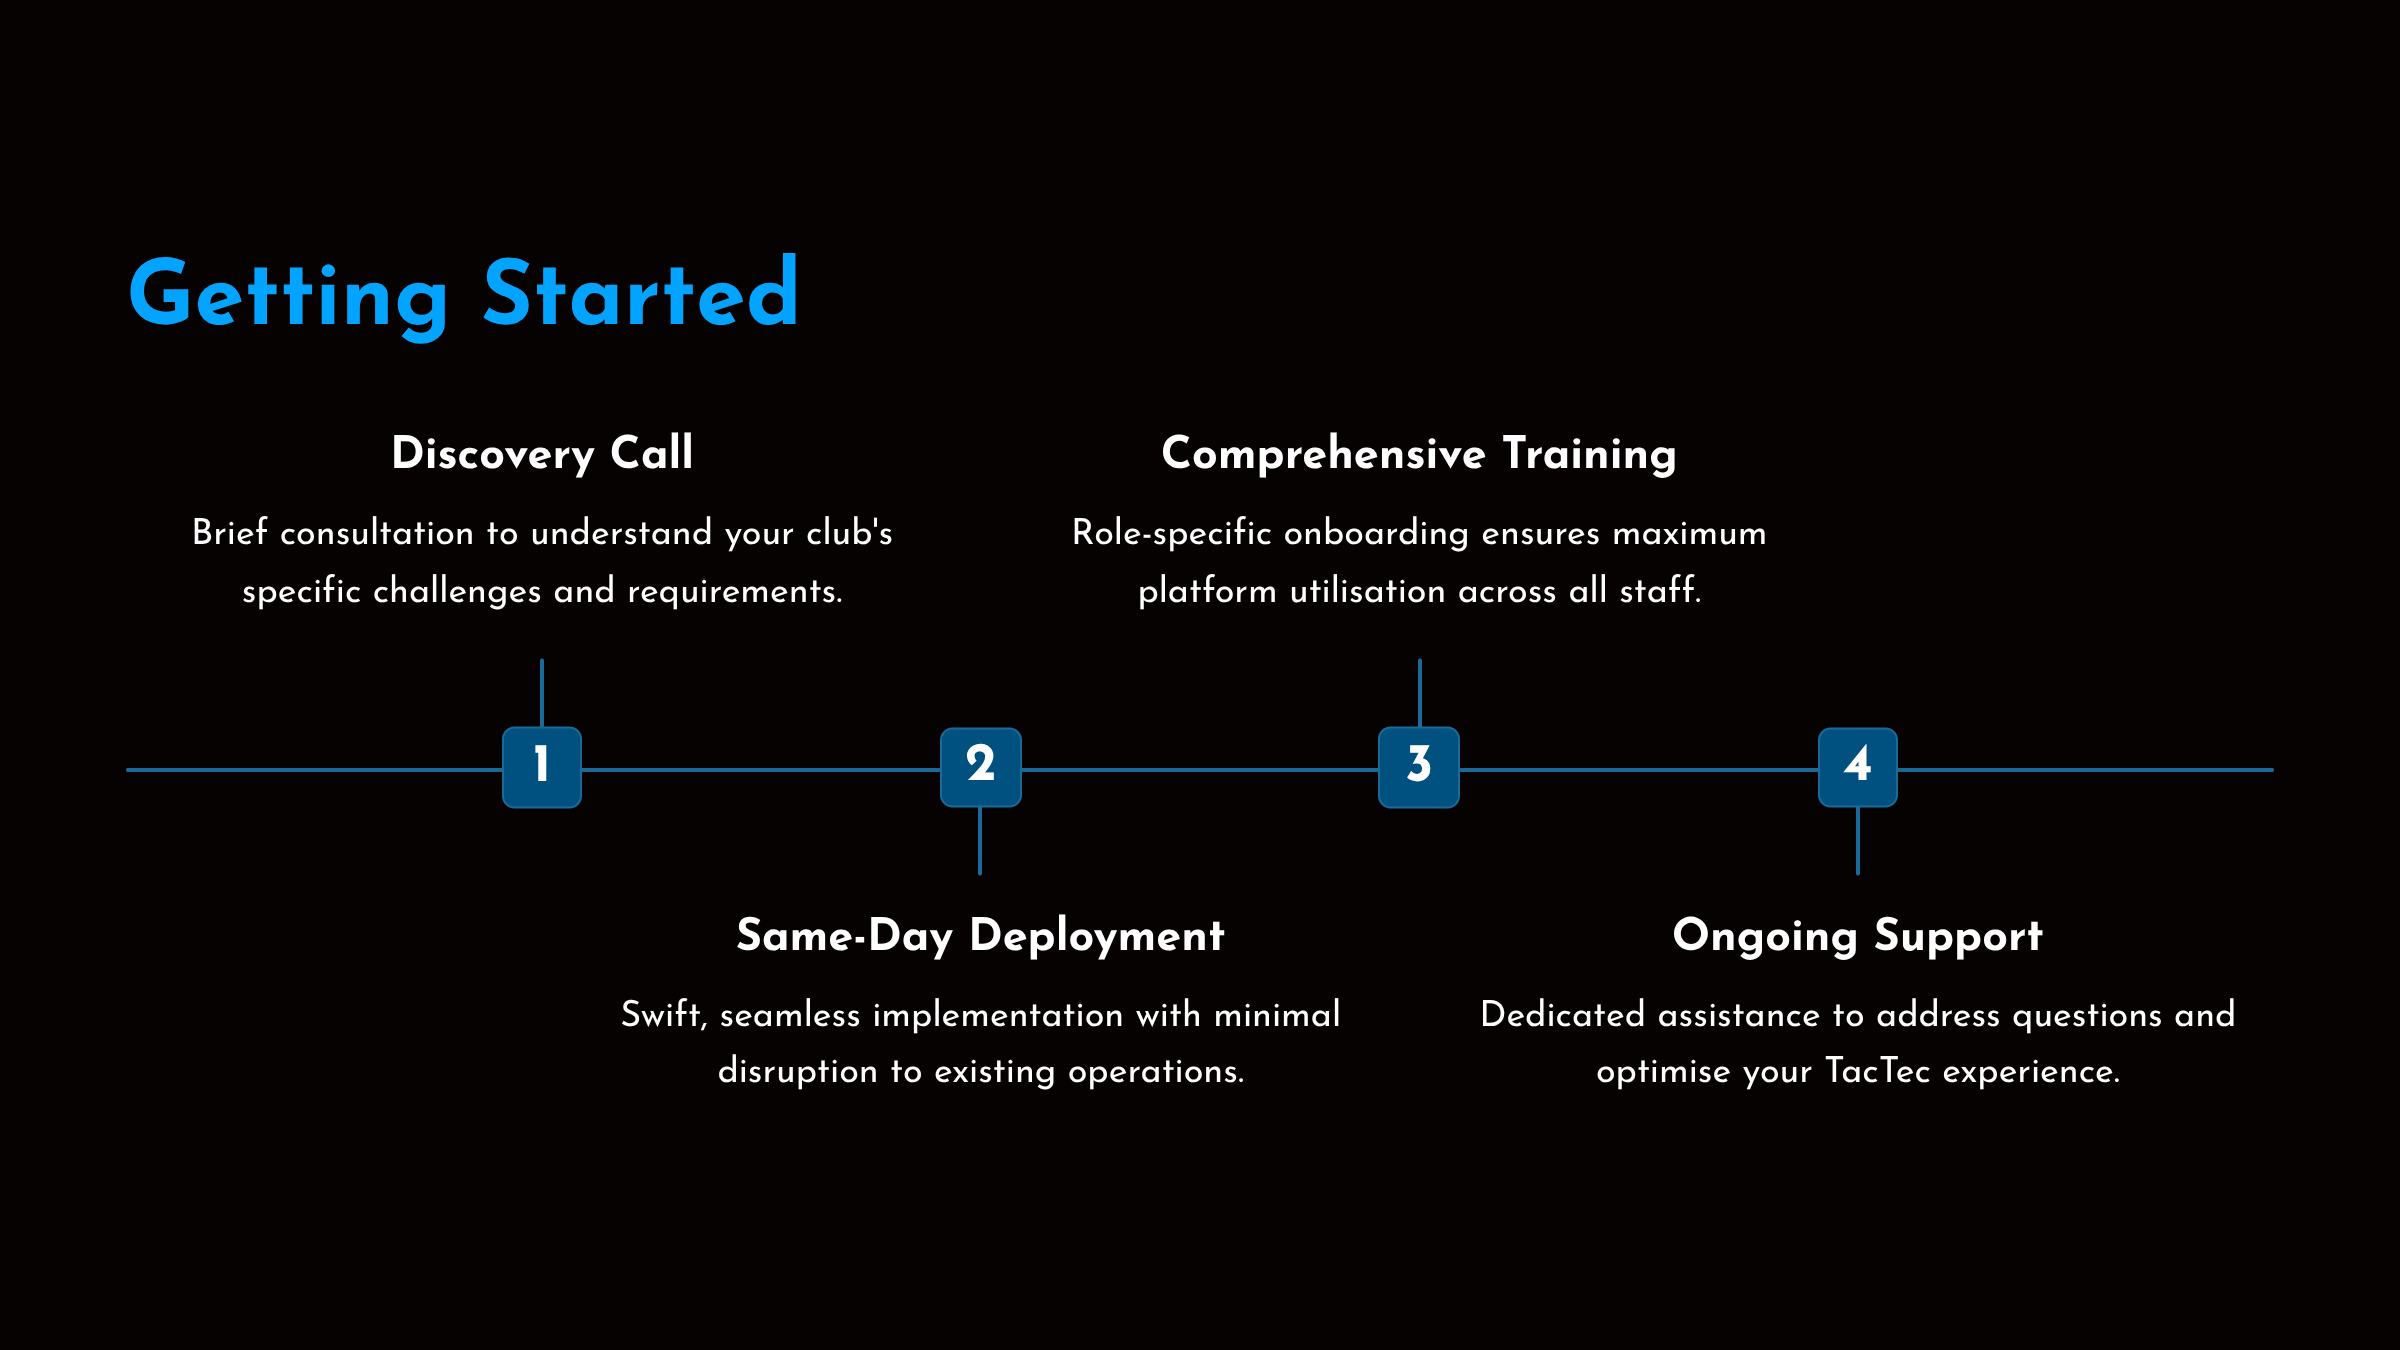 Getting Started
Discovery Call
Brief consultation to understand your club's
specific challenges and requirements.
Comprehensive Training
Role-specific onboarding ensures maximum
platform utilisation across all staff.
1
2
3
4
Same-Day Deployment
Swift, seamless implementation with minimal
disruption to existing operations.
Ongoing Support
Dedicated assistance to address questions and
optimise your TacTec experience.